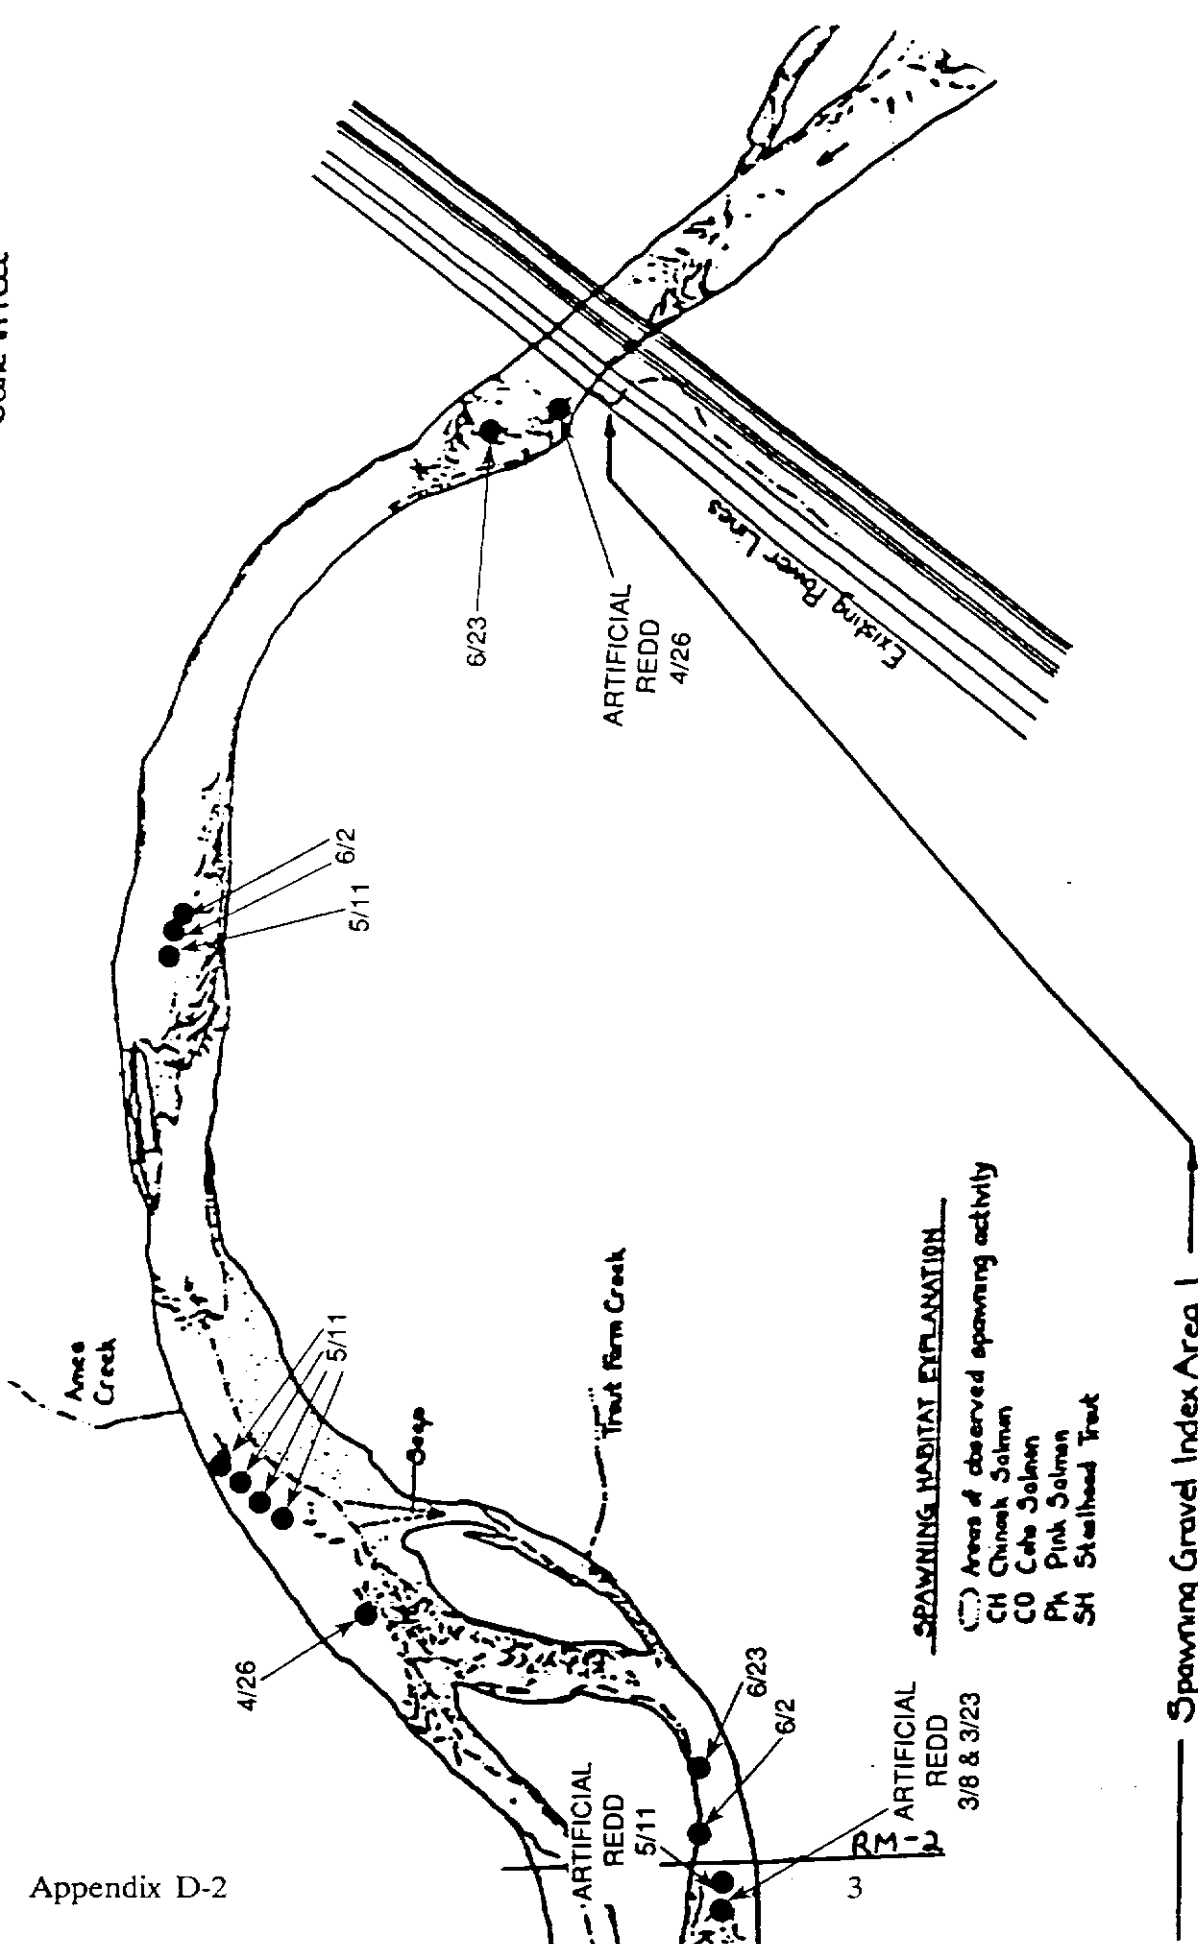 6/23
ARTIFICIAL
REDD
4/26
Existing Power Lines
6/2
5/11
Ames
Creek
5/11
Seep
Trout Farm Creek
4/26
SPAWNING HABITAT EXPLANATION
Areas of observed spawning activity
CH Chinook Salmon
CO Coho Salmon
PK Pink Salmon
SH Steelhead Trout
6/23
6/2
ARTIFICIAL
REDD
5/11
ARTIFICIAL
REDD
3/8 & 3/23
RM-2
Spawning Gravel Index Area 1
Appendix D-2
3